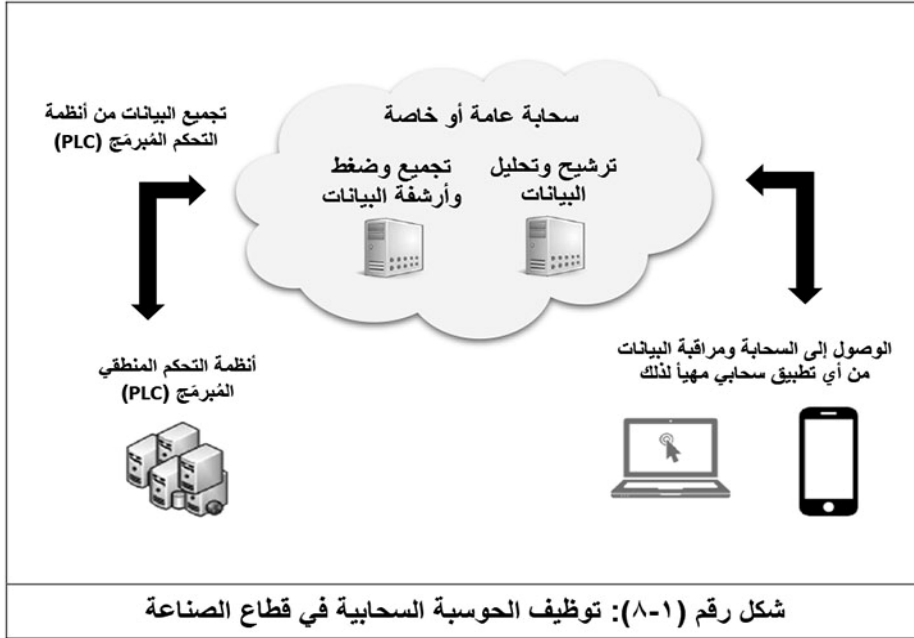 سحابة عامة أو خاصة
تجميع البيانات من أنظمة
التحكم المُبرمَج (PLC)
ترشيح وتحليل
البيانات
تجميع وضغط
وأرشفة البيانات
الوصول إلى السحابة ومراقبة البيانات
من أي تطبيق سحابي مهيأ لذلك
أنظمة التحكم المنطقي
المُبرمَج (PLC)
شكل رقم (١-٨): توظيف الحوسبة السحابية في قطاع الصناعة